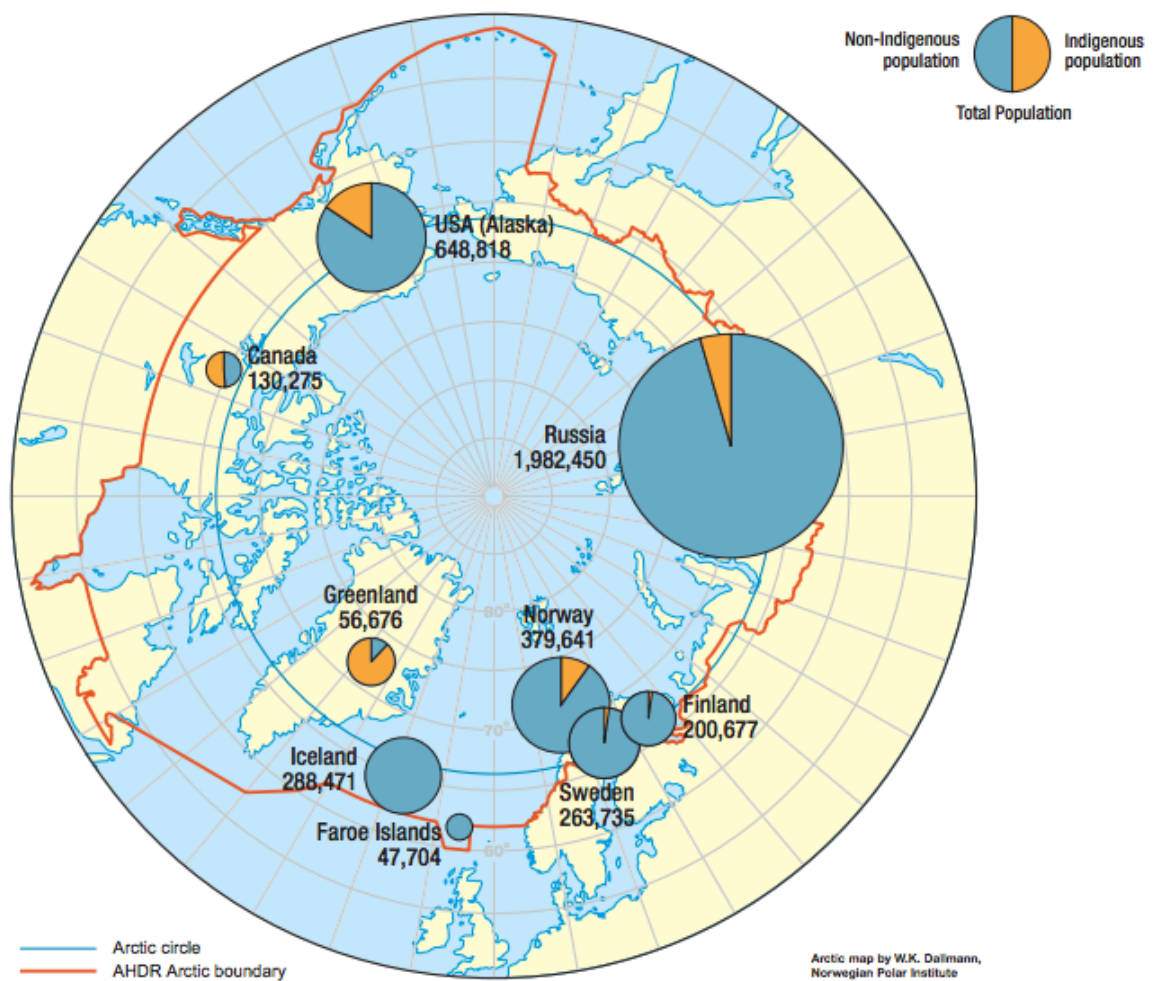 Non-Indigenous
population
Indigenous
population
Total Population
USA (Alaska)
648,818
Canada
130,275
Russia
1,982,450
Greenland
56,676
80°
Norway
379,641
Finland
200,677
70°
Iceland
288,471
Sweden
263,735
Faroe Islands
47,704
60°
Arctic circle
AHDR Arctic boundary
Arctic map by W.K. Dallmann,
Norwegian Polar Institute